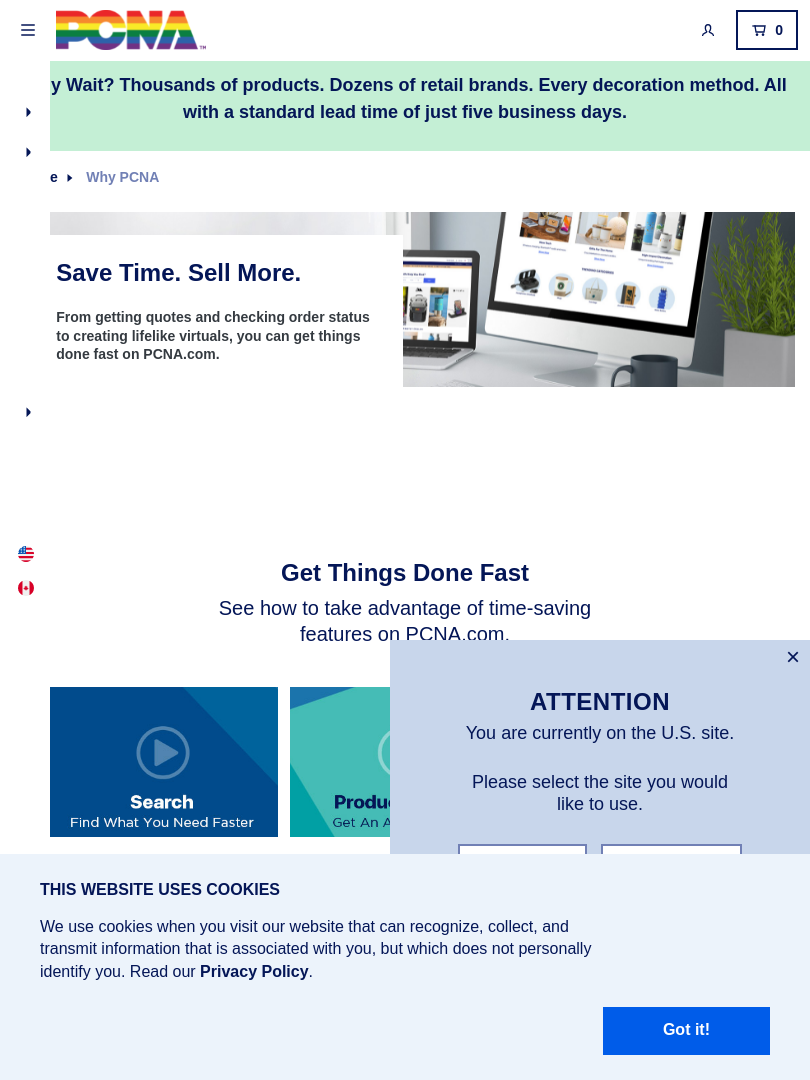 PCNA
0
y Wait? Thousands of products. Dozens of retail brands. Every decoration method. All
with a standard lead time of just five business days.
e Why PCNA
Save Time. Sell More.
From getting quotes and checking order status
to creating lifelike virtuals, you can get things
done fast on PCNA.com.
Get Things Done Fast
See how to take advantage of time-saving
features on PCNA.com.
Search
Find What You Need Faster
Produc
Get An A
×
ATTENTION
You are currently on the U.S. site.
Please select the site you would
like to use.
THIS WEBSITE USES COOKIES
We use cookies when you visit our website that can recognize, collect, and
transmit information that is associated with you, but which does not personally
identify you. Read our Privacy Policy.
Got it!